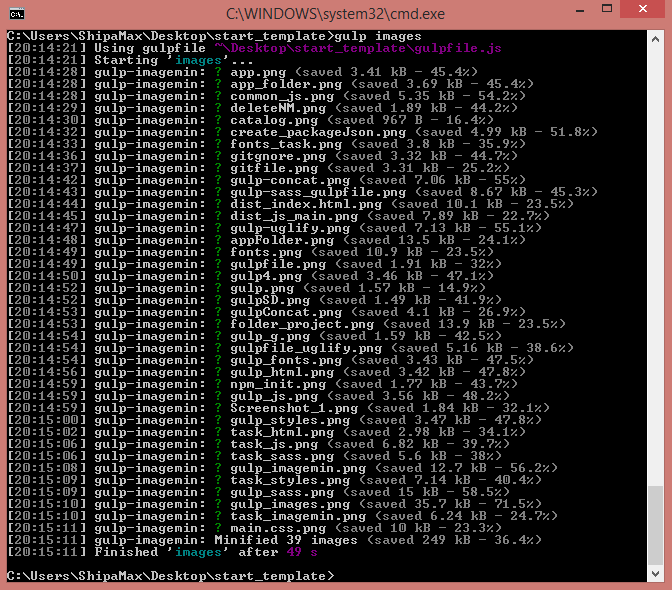 C:\WINDOWS\system32\cmd.exe
C:\Users\ShipaMax\Desktop\start_template>gulp images
[20:14:21] Using gulpfile ~\Desktop\start_template\gulpfile.js
[20:14:21] Starting 'images'...
[20:14:28] gulp-imagemin: ? app.png (saved 3.41 kB - 45.4%)
[20:14:28] gulp-imagemin: ? app_folder.png (saved 3.69 kB - 45.4%)
[20:14:28] gulp-imagemin: ? common_js.png (saved 5.35 kB - 54.2%)
[20:14:29] gulp-imagemin: ? deleteNM.png (saved 1.89 kB - 44.2%)
[20:14:30] gulp-imagemin: ? catalog.png (saved 967 B - 16.4%)
[20:14:32] gulp-imagemin: ? create_packageJson.png (saved 4.99 kB - 51.8%)
[20:14:33] gulp-imagemin: ? fonts_task.png (saved 3.8 kB - 35.9%)
[20:14:36] gulp-imagemin: ? gitgnore.png (saved 3.32 kB - 44.7%)
[20:14:37] gulp-imagemin: ? gitfile.png (saved 3.31 kB - 25.2%)
[20:14:42] gulp-imagemin: ? gulp-concat.png (saved 7.06 kB - 55%)
[20:14:43] gulp-imagemin: ? gulp-sass_gulpfile.png (saved 8.67 kB - 45.3%)
[20:14:44] gulp-imagemin: ? dist_index.html.png (saved 10.1 kB - 23.5%)
[20:14:45] gulp-imagemin: ? dist_js_main.png (saved 7.89 kB - 22.7%)
[20:14:47] gulp-imagemin: ? gulp-uglify.png (saved 7.13 kB - 55.1%)
[20:14:48] gulp-imagemin: ? appFolder.png (saved 13.5 kB - 24.1%)
[20:14:49] gulp-imagemin: ? fonts.png (saved 10.9 kB - 23.5%)
[20:14:49] gulp-imagemin: ? gulpfile.png (saved 1.91 kB - 32%)
[20:14:50] gulp-imagemin: ? gulp4.png (saved 3.46 kB - 47.1%)
[20:14:52] gulp-imagemin: ? gulp.png (saved 1.57 kB - 14.9%)
[20:14:52] gulp-imagemin: ? gulpSD.png (saved 1.49 kB - 41.9%)
[20:14:53] gulp-imagemin: ? gulpConcat.png (saved 4.1 kB - 26.9%)
[20:14:53] gulp-imagemin: ? folder_project.png (saved 13.9 kB - 23.5%)
[20:14:54] gulp-imagemin: ? gulp_g.png (saved 1.59 kB - 42.5%)
[20:14:54] gulp-imagemin: ? gulpfile_uglify.png (saved 5.16 kB - 38.6%)
[20:14:54] gulp-imagemin: ? gulp_fonts.png (saved 3.43 kB - 47.5%)
[20:14:56] gulp-imagemin: ? gulp_html.png (saved 3.42 kB - 47.8%)
[20:14:59] gulp-imagemin: ? npm_init.png (saved 1.77 kB - 43.7%)
[20:14:59] gulp-imagemin: ? gulp_js.png (saved 3.56 kB - 48.2%)
[20:14:59] gulp-imagemin: ? Screenshot_1.png (saved 1.84 kB - 32.1%)
[20:15:00] gulp-imagemin: ? gulp_styles.png (saved 3.47 kB - 47.8%)
[20:15:02] gulp-imagemin: ? task_html.png (saved 2.98 kB - 34.1%)
[20:15:05] gulp-imagemin: ? task_js.png (saved 6.82 kB - 39.7%)
[20:15:05] gulp-imagemin: ? task_sass.png (saved 5.6 kB - 38%)
[20:15:08] gulp-imagemin: ? gulp_imagemin.png (saved 12.7 kB - 56.2%)
[20:15:09] gulp-imagemin: ? task_styles.png (saved 7.14 kB - 40.4%)
[20:15:09] gulp-imagemin: ? gulp_sass.png (saved 15 kB - 58.5%)
[20:15:10] gulp-imagemin: ? gulp_images.png (saved 35.7 kB - 71.5%)
[20:15:10] gulp-imagemin: ? task_imagemin.png (saved 6.24 kB - 24.7%)
[20:15:11] gulp-imagemin: ? main.css.png (saved 10 kB - 23.3%)
[20:15:11] gulp-imagemin: Minified 39 images (saved 249 kB - 36.4%)
[20:15:11] Finished 'images' after 49 s
C:\Users\ShipaMax\Desktop\start_template>